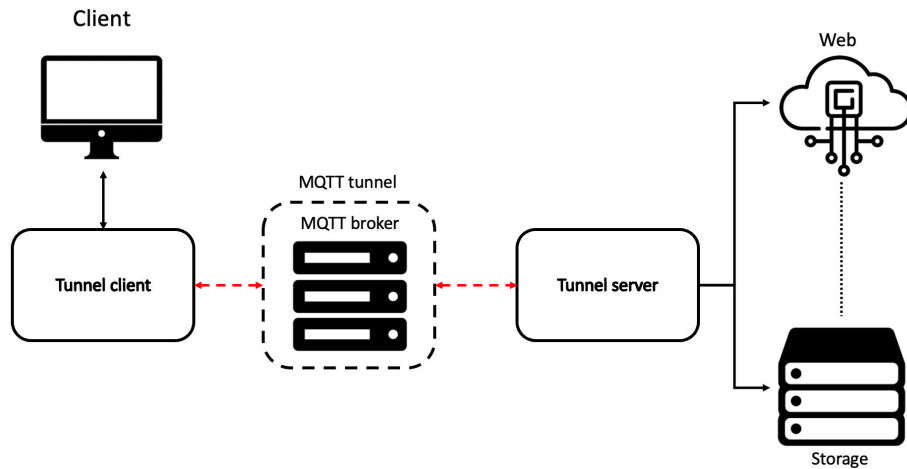 Client
Web
MQTT tunnel
MQTT broker
Tunnel client
Tunnel server
Storage